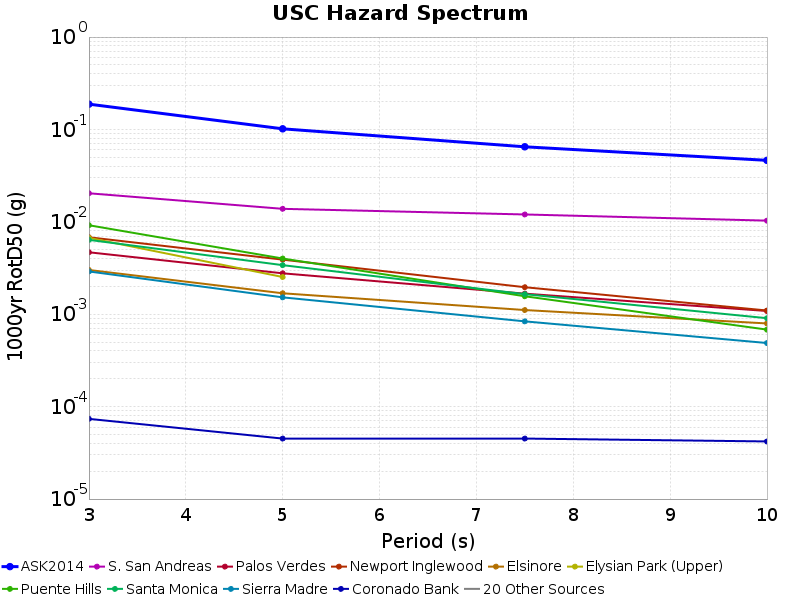 USC Hazard Spectrum
1000yr RotD50 (g)
10^0
10^-1
10^-2
10^-3
10^-4
10^-5
3 4 5 6 7 8 9 10
Period (s)
ASK2014 S. San Andreas Palos Verdes Newport Inglewood Elsinore Elysian Park (Upper)
Puente Hills Santa Monica Sierra Madre Coronado Bank 20 Other Sources